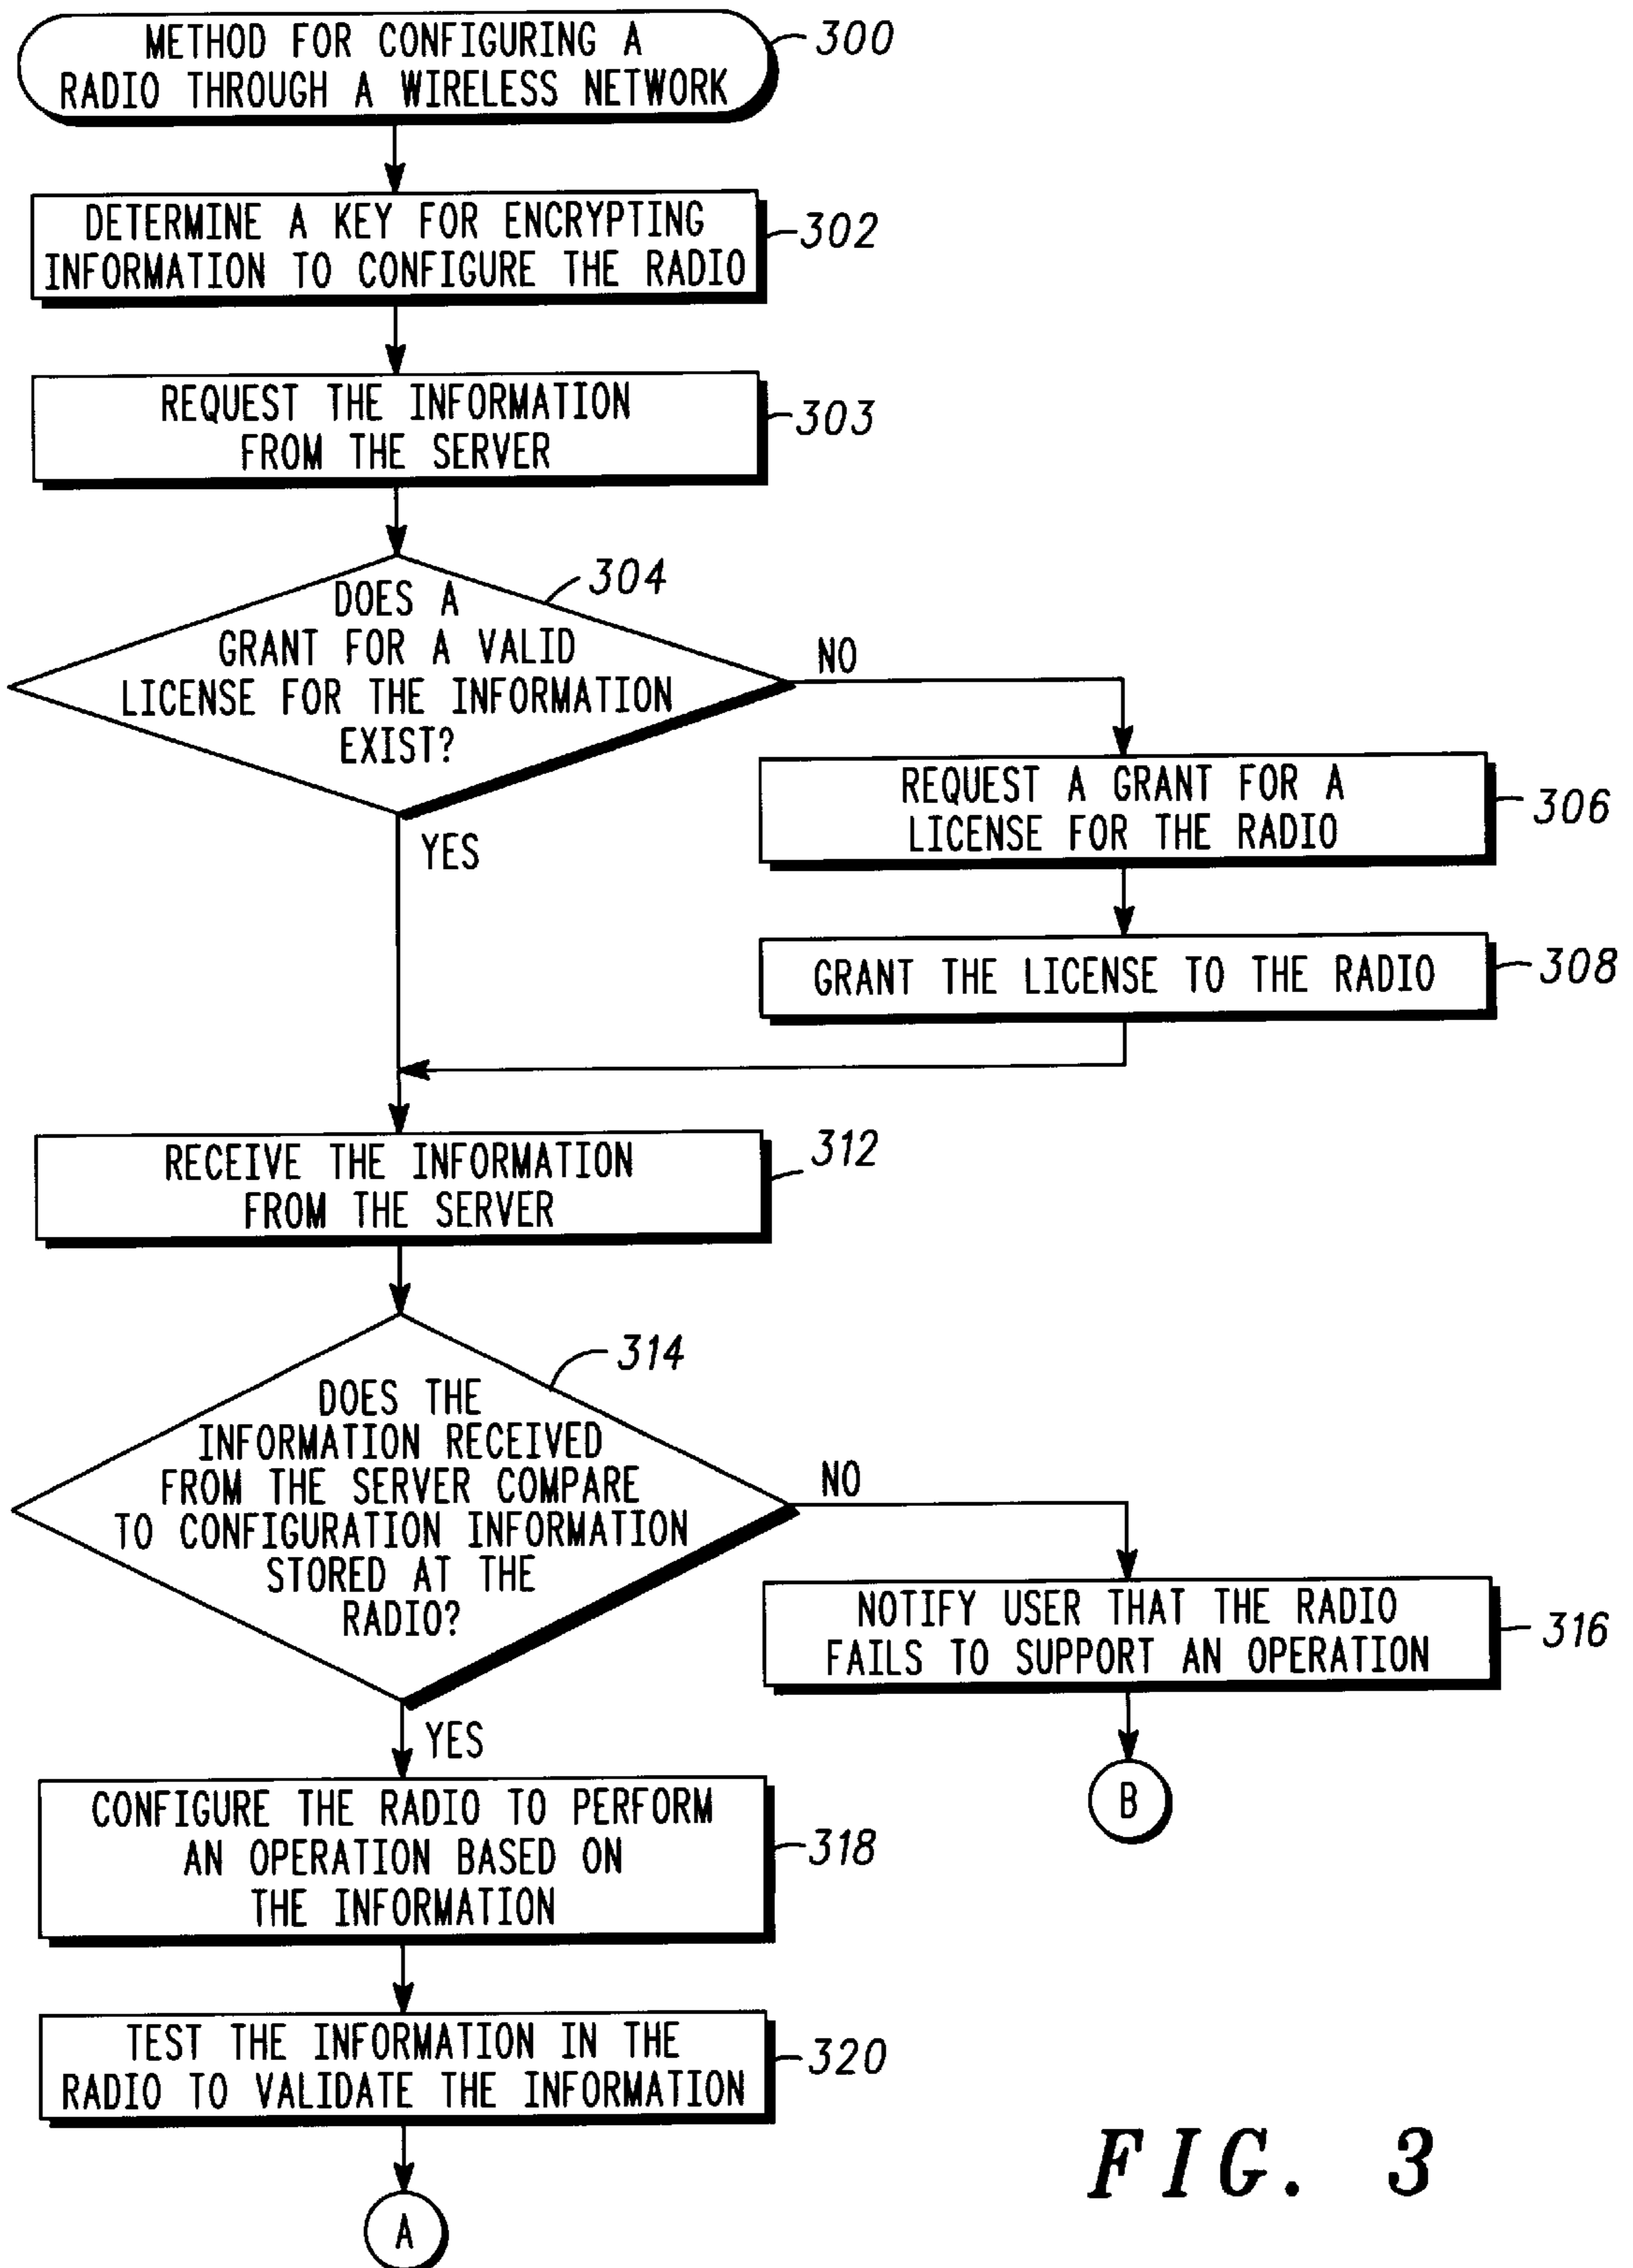 METHOD FOR CONFIGURING A
RADIO THROUGH A WIRELESS NETWORK
300
DETERMINE A KEY FOR ENCRYPTING
INFORMATION TO CONFIGURE THE RADIO
302
REQUEST THE INFORMATION
FROM THE SERVER
303
304
DOES A
GRANT FOR A VALID
LICENSE FOR THE INFORMATION
EXIST?
NO
YES
REQUEST A GRANT FOR A
LICENSE FOR THE RADIO
306
GRANT THE LICENSE TO THE RADIO
308
RECEIVE THE INFORMATION
FROM THE SERVER
312
314
DOES THE
INFORMATION RECEIVED
FROM THE SERVER COMPARE
TO CONFIGURATION INFORMATION
STORED AT THE
RADIO?
NO
NOTIFY USER THAT THE RADIO
FAILS TO SUPPORT AN OPERATION
316
B
YES
CONFIGURE THE RADIO TO PERFORM
AN OPERATION BASED ON
THE INFORMATION
318
TEST THE INFORMATION IN THE
RADIO TO VALIDATE THE INFORMATION
320
A
FIG. 3